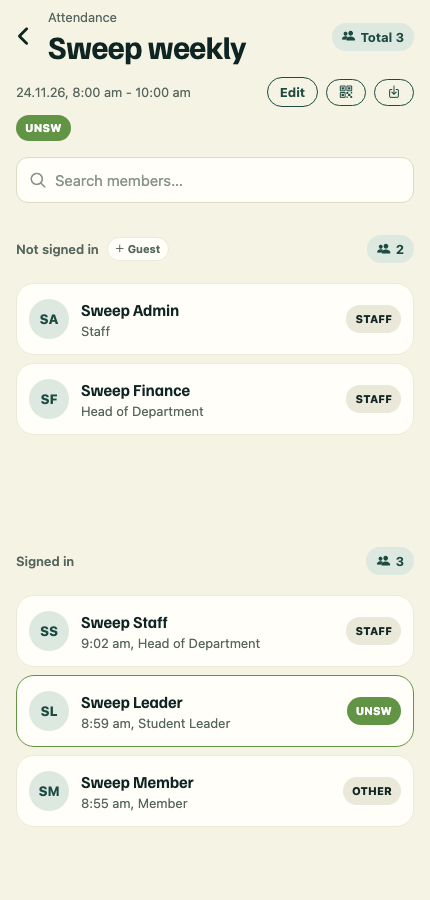 Attendance
Sweep weekly
Total 3
24.11.26, 8:00 am - 10:00 am
Edit
UNSW
Search members...
Not signed in
+ Guest
2
SA
Sweep Admin
Staff
STAFF
SF
Sweep Finance
Head of Department
STAFF
Signed in
3
SS
Sweep Staff
9:02 am, Head of Department
STAFF
SL
Sweep Leader
8:59 am, Student Leader
UNSW
SM
Sweep Member
8:55 am, Member
OTHER